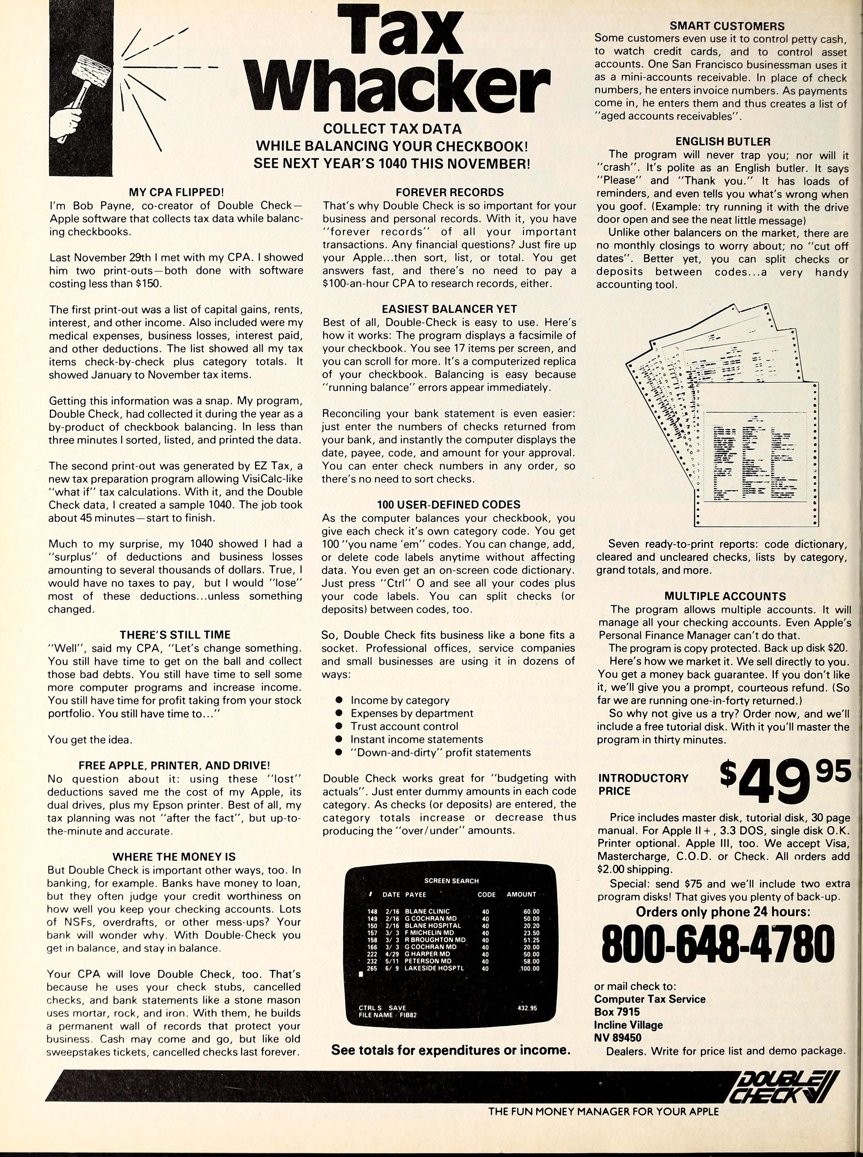 Tax
Whacker
COLLECT TAX DATA
WHILE BALANCING YOUR CHECKBOOK!
SEE NEXT YEAR'S 1040 THIS NOVEMBER!
MY CPA FLIPPED!
I'm Bob Payne, co-creator of Double Check—
Apple software that collects tax data while balanc-
ing checkbooks.
Last November 29th I met with my CPA. I showed
him two print-outs—both done with software
costing less than $150.
The first print-out was a list of capital gains, rents,
interest, and other income. Also included were my
medical expenses, business losses, interest paid,
and other deductions. The list showed all my tax
items check-by-check plus category totals. It
showed January to November tax items.
Getting this information was a snap. My program,
Double Check, had collected it during the year as a
by-product of checkbook balancing. In less than
three minutes I sorted, listed, and printed the data.
The second print-out was generated by EZ Tax, a
new tax preparation program allowing VisiCalc-like
"what if" tax calculations. With it, and the Double
Check data, I created a sample 1040. The job took
about 45 minutes—start to finish.
Much to my surprise, my 1040 showed I had a
"surplus" of deductions and business losses
amounting to several thousands of dollars. True, I
would have no taxes to pay, but I would "lose"
most of these deductions...unless something
changed.
THERE'S STILL TIME
"Well", said my CPA, "Let's change something.
You still have time to get on the ball and collect
those bad debts. You still have time to sell some
more computer programs and increase income.
You still have time for profit taking from your stock
portfolio. You still have time to..."
You get the idea.
FREE APPLE, PRINTER, AND DRIVE!
No question about it: using these "lost"
deductions saved me the cost of my Apple, its
dual drives, plus my Epson printer. Best of all, my
tax planning was not "after the fact", but up-to-
the-minute and accurate.
WHERE THE MONEY IS
But Double Check is important other ways, too. In
banking, for example. Banks have money to loan,
but they often judge your credit worthiness on
how well you keep your checking accounts. Lots
of NSFs, overdrafts, or other mess-ups? Your
bank will wonder why. With Double-Check you
get in balance, and stay in balance.
Your CPA will love Double Check, too. That's
because he uses your check stubs, cancelled
checks, and bank statements like a stone mason
uses mortar, rock, and iron. With them, he builds
a permanent wall of records that protect your
business. Cash may come and go, but like old
sweepstakes tickets, cancelled checks last forever.
FOREVER RECORDS
That's why Double Check is so important for your
business and personal records. With it, you have
"forever records" of all your important
transactions. Any financial questions? Just fire up
your Apple...then sort, list, or total. You get
answers fast, and there's no need to pay a
$100-an-hour CPA to research records, either.
EASIEST BALANCER YET
Best of all, Double-Check is easy to use. Here's
how it works: The program displays a facsimile of
your checkbook. You see 17 items per screen, and
you can scroll for more. It's a computerized replica
of your checkbook. Balancing is easy because
"running balance" errors appear immediately.
Reconciling your bank statement is even easier:
just enter the numbers of checks returned from
your bank, and instantly the computer displays the
date, payee, code, and amount for your approval.
You can enter check numbers in any order, so
there's no need to sort checks.
100 USER-DEFINED CODES
As the computer balances your checkbook, you
give each check it's own category code. You get
100 "you name 'em" codes. You can change, add,
or delete code labels anytime without affecting
data. You even get an on-screen code dictionary.
Just press "Ctrl" O and see all your codes plus
your code labels. You can split checks (or
deposits) between codes, too.
So, Double Check fits business like a bone fits a
socket. Professional offices, service companies
and small businesses are using it in dozens of
ways:
● Income by category
● Expenses by department
● Trust account control
● Instant income statements
● "Down-and-dirty" profit statements
Double Check works great for "budgeting with
actuals". Just enter dummy amounts in each code
category. As checks (or deposits) are entered, the
category totals increase or decrease thus
producing the "over/under" amounts.
SCREEN SEARCH
# DATE PAYEE CODE AMOUNT
148 2/16 BLANE CLINIC 40 60.00
149 2/16 G COCHRAN MD 40 50.00
150 2/16 BLANE HOSPITAL 40 20.20
157 3/ 3 F MICHELIN MD 40 23.50
158 3/ 3 R BROUGHTON MD 40 51.25
166 3/ 3 G COCHRAN MD 40 20.00
222 4/29 G HARPER MD 40 50.00
232 5/11 PETERSON MD 40 58.00
265 6/ 9 LAKESIDE HOSPTL 40 100.00
CTRL S SAVE 432.95
FILE NAME FIB82
See totals for expenditures or income.
SMART CUSTOMERS
Some customers even use it to control petty cash,
to watch credit cards, and to control asset
accounts. One San Francisco businessman uses it
as a mini-accounts receivable. In place of check
numbers, he enters invoice numbers. As payments
come in, he enters them and thus creates a list of
"aged accounts receivables".
ENGLISH BUTLER
The program will never trap you; nor will it
"crash". It's polite as an English butler. It says
"Please" and "Thank you." It has loads of
reminders, and even tells you what's wrong when
you goof. (Example: try running it with the drive
door open and see the neat little message)
Unlike other balancers on the market, there are
no monthly closings to worry about; no "cut off
dates". Better yet, you can split checks or
deposits between codes...a very handy
accounting tool.
Seven ready-to-print reports: code dictionary,
cleared and uncleared checks, lists by category,
grand totals, and more.
MULTIPLE ACCOUNTS
The program allows multiple accounts. It will
manage all your checking accounts. Even Apple's
Personal Finance Manager can't do that.
The program is copy protected. Back up disk $20.
Here's how we market it. We sell directly to you.
You get a money back guarantee. If you don't like
it, we'll give you a prompt, courteous refund. (So
far we are running one-in-forty returned.)
So why not give us a try? Order now, and we'll
include a free tutorial disk. With it you'll master the
program in thirty minutes.
INTRODUCTORY
PRICE
$49 95
Price includes master disk, tutorial disk, 30 page
manual. For Apple II+, 3.3 DOS, single disk O.K.
Printer optional. Apple III, too. We accept Visa,
Mastercharge, C.O.D. or Check. All orders add
$2.00 shipping.
Special: send $75 and we'll include two extra
program disks! That gives you plenty of back-up.
Orders only phone 24 hours:
800-648-4780
or mail check to:
Computer Tax Service
Box 7915
Incline Village
NV 89450
Dealers. Write for price list and demo package.
DOUBLE
CHECK
THE FUN MONEY MANAGER FOR YOUR APPLE